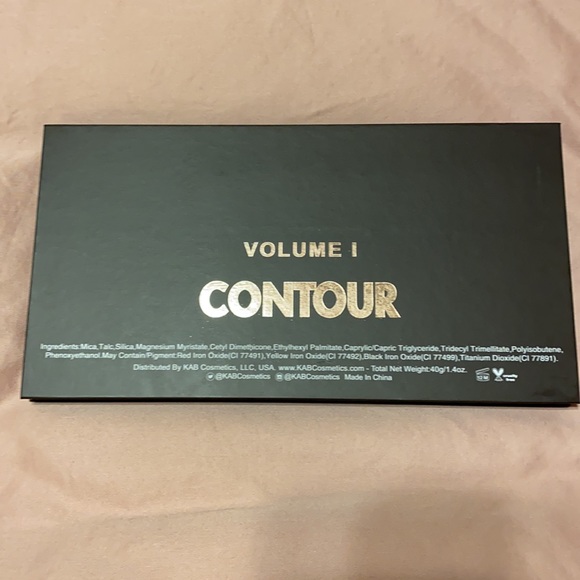 VOLUME I
CONTOUR
Ingredients:Mica,Talc,Silica,Magnesium Myristate,Cetyl Dimethicone,Ethylhexyl Palmitate,Caprylic/Capric Triglyceride,Tridecyl Trimellitate,Polyisobutene,
Phenoxyethanol.May Contain/Pigment:Red Iron Oxide(CI 77491),Yellow Iron Oxide(CI 77492),Black Iron Oxide(CI 77499),Titanium Dioxide(CI 77891).
Distributed By KAB Cosmetics, LLC, USA. www.KABCosmetics.com - Total Net Weight:40g/1.4oz.
@KABCosmetics @KABCosmetics Made In China